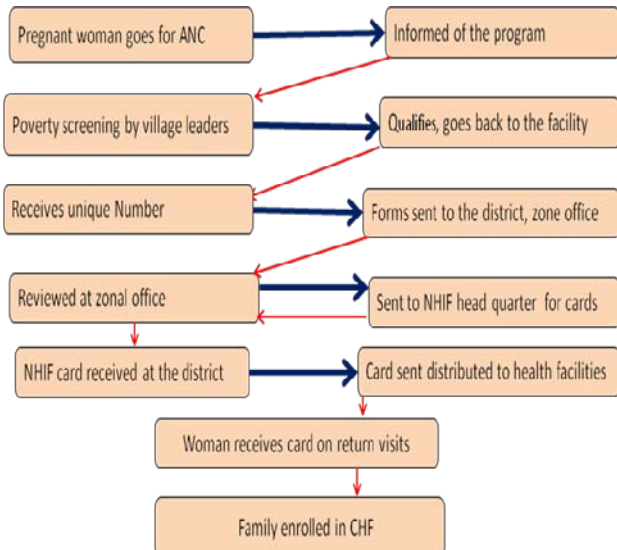 Pregnant woman goes for ANC
Informed of the program
Poverty screening by village leaders
Qualifies, goes back to the facility
Receives unique Number
Forms sent to the district, zone office
Reviewed at zonal office
Sent to NHIF head quarter for cards
NHIF card received at the district
Card sent distributed to health facilities
Woman receives card on return visits
Family enrolled in CHF